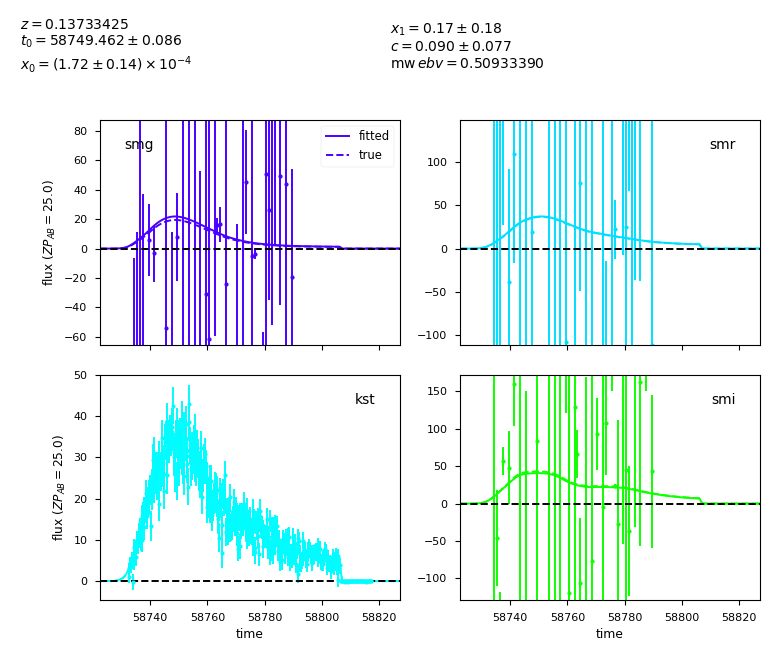 z = 0.13733425
t₀ = 58749.462 ± 0.086
x₀ = (1.72 ± 0.14) × 10⁻⁴
x₁ = 0.17 ± 0.18
c = 0.090 ± 0.077
mw ebv = 0.50933390
80
60
40
20
0
−20
−40
−60
flux (ZP_AB = 25.0)
smg
fitted
true
100
50
0
−50
−100
smr
50
40
30
20
10
0
flux (ZP_AB = 25.0)
kst
58740
58760
58780
58800
58820
time
150
100
50
0
−50
−100
smi
58740
58760
58780
58800
58820
time